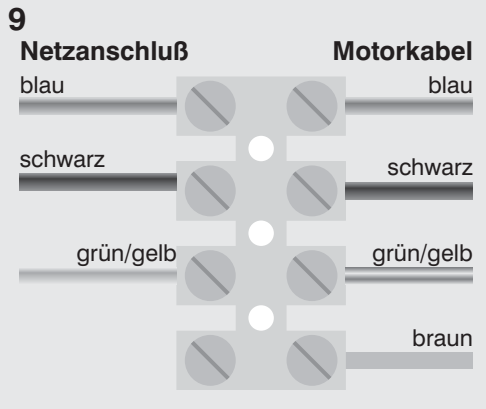 9
Netzanschluß Motorkabel
blau blau
schwarz schwarz
grün/gelb grün/gelb
braun